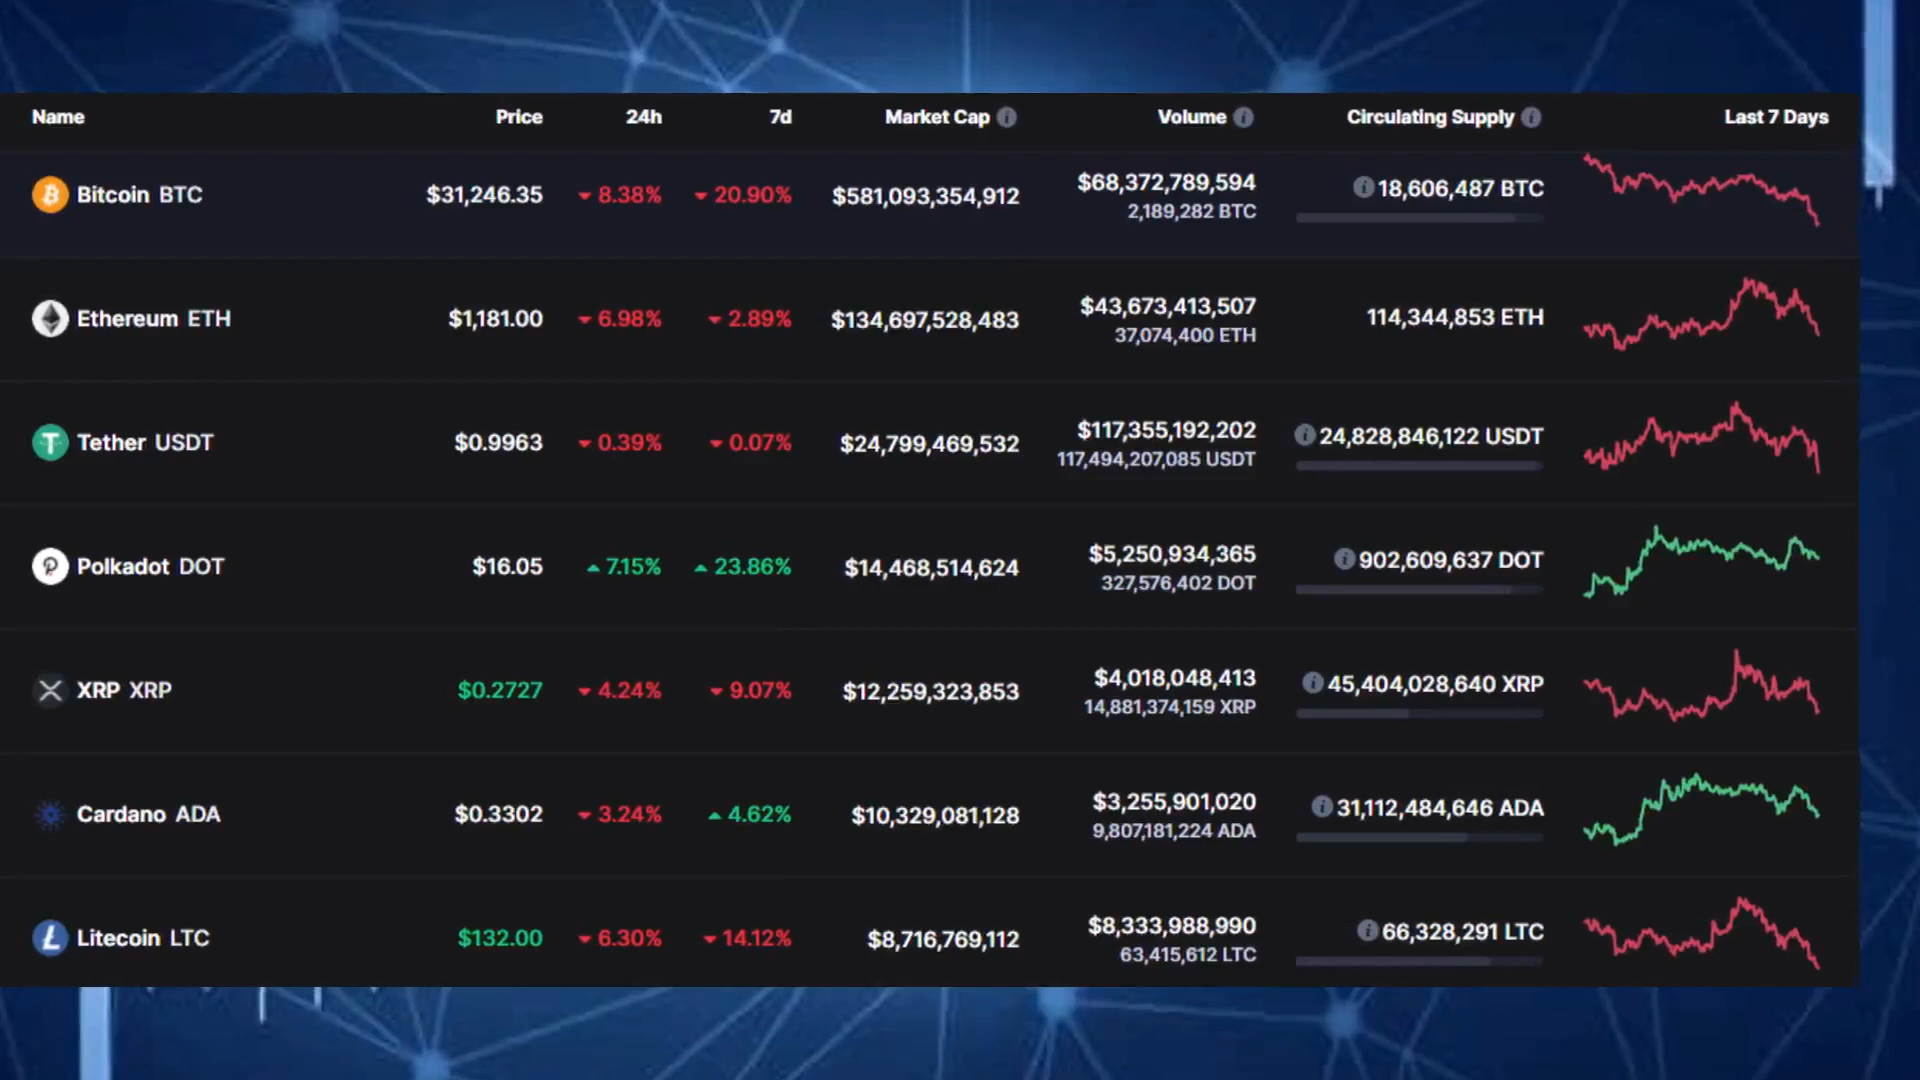 Name Price 24h 7d Market Cap Volume Circulating Supply Last 7 Days
Bitcoin BTC $31,246.35 8.38% 20.90% $581,093,354,912 $68,372,789,594 18,606,487 BTC
2,189,282 BTC
Ethereum ETH $1,181.00 6.98% 2.89% $134,697,528,483 $43,673,413,507 114,344,853 ETH
37,074,400 ETH
Tether USDT $0.9963 0.39% 0.07% $24,799,469,532 $117,355,192,202 24,828,846,122 USDT
117,494,207,085 USDT
Polkadot DOT $16.05 7.15% 23.86% $14,468,514,624 $5,250,934,365 902,609,637 DOT
327,576,402 DOT
XRP XRP $0.2727 4.24% 9.07% $12,259,323,853 $4,018,048,413 45,404,028,640 XRP
14,881,374,159 XRP
Cardano ADA $0.3302 3.24% 4.62% $10,329,081,128 $3,255,901,020 31,112,484,646 ADA
9,807,181,224 ADA
Litecoin LTC $132.00 6.30% 14.12% $8,716,769,112 $8,333,988,990 66,328,291 LTC
63,415,612 LTC